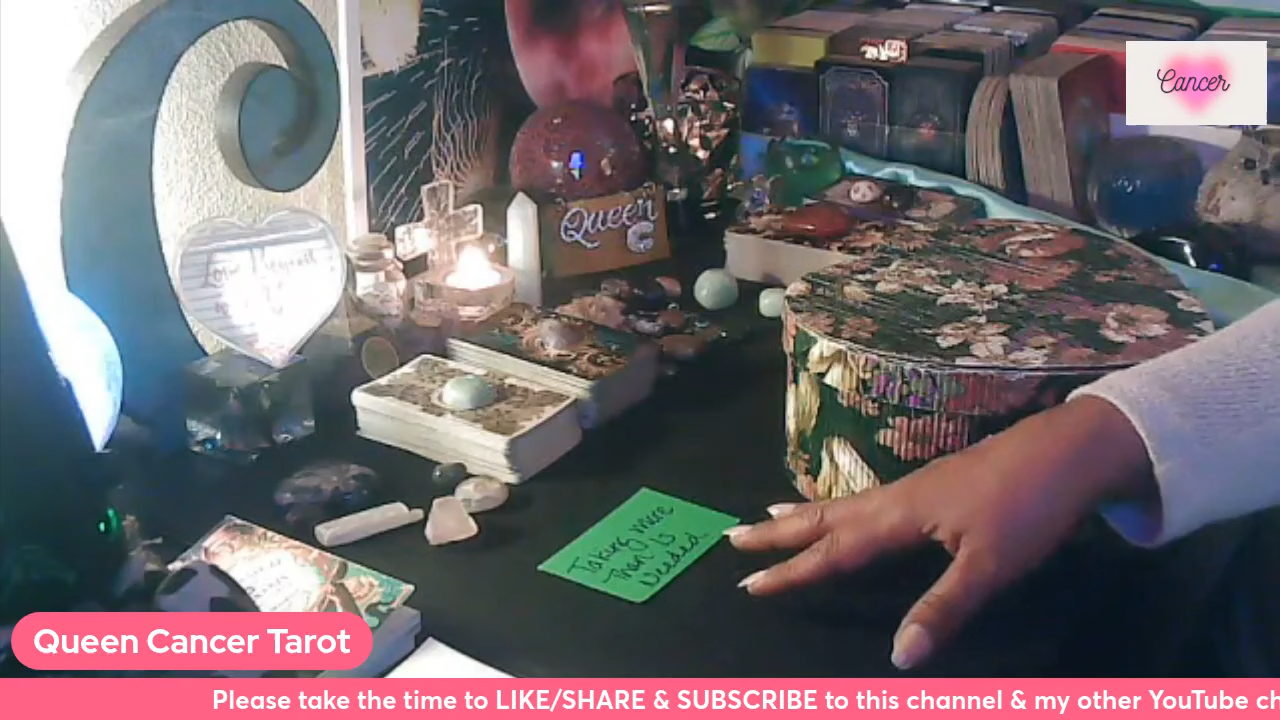 Cancer
Queen
C
Taking more
Than Is
Needed
Queen Cancer Tarot
Please take the time to LIKE/SHARE & SUBSCRIBE to this channel & my other YouTube ch